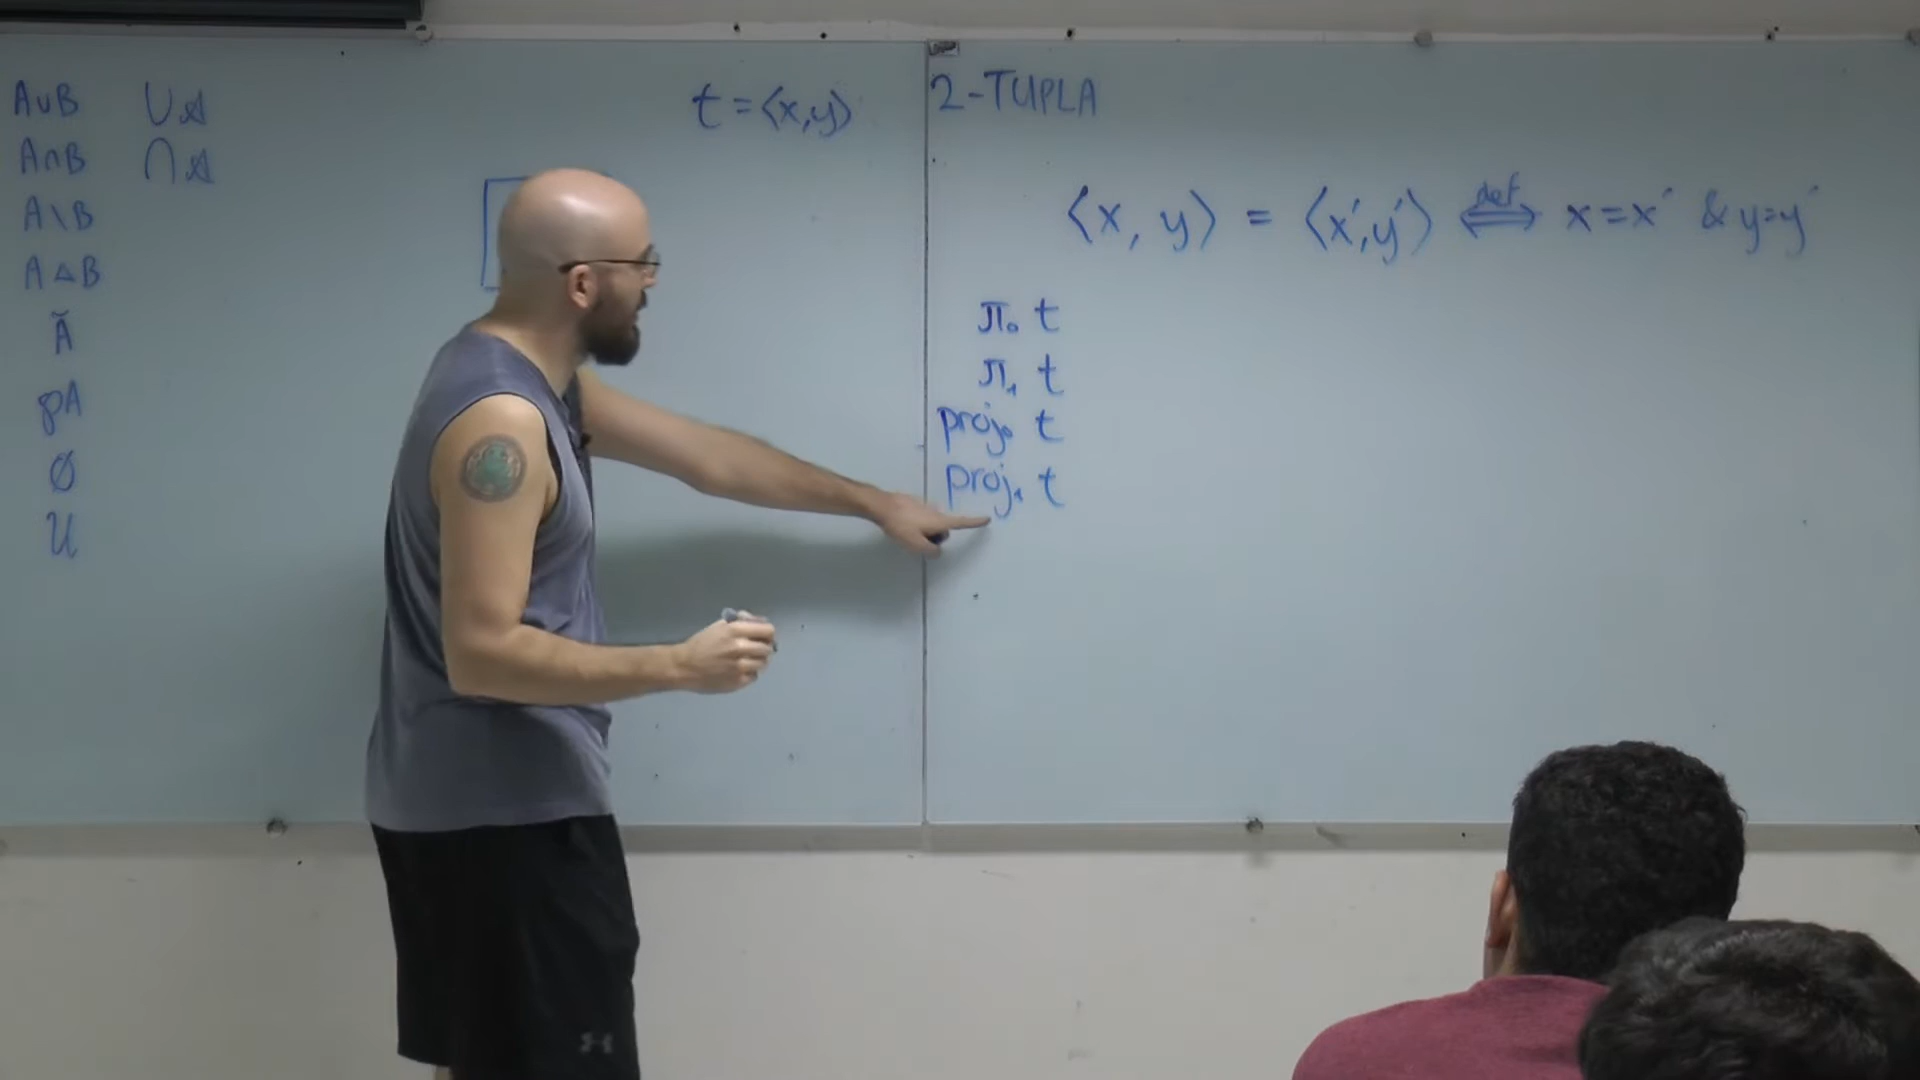 A∪B ∪𝒜
A∩B ∩𝒜
A\B
A△B
Ã
℘A
∅
𝒰
t = ⟨x,y⟩
2-TUPLA
⟨x, y⟩ = ⟨x′,y′⟩ ⇔ def x=x′ & y=y′
π₀ t
π₁ t
proj₀ t
proj₁ t